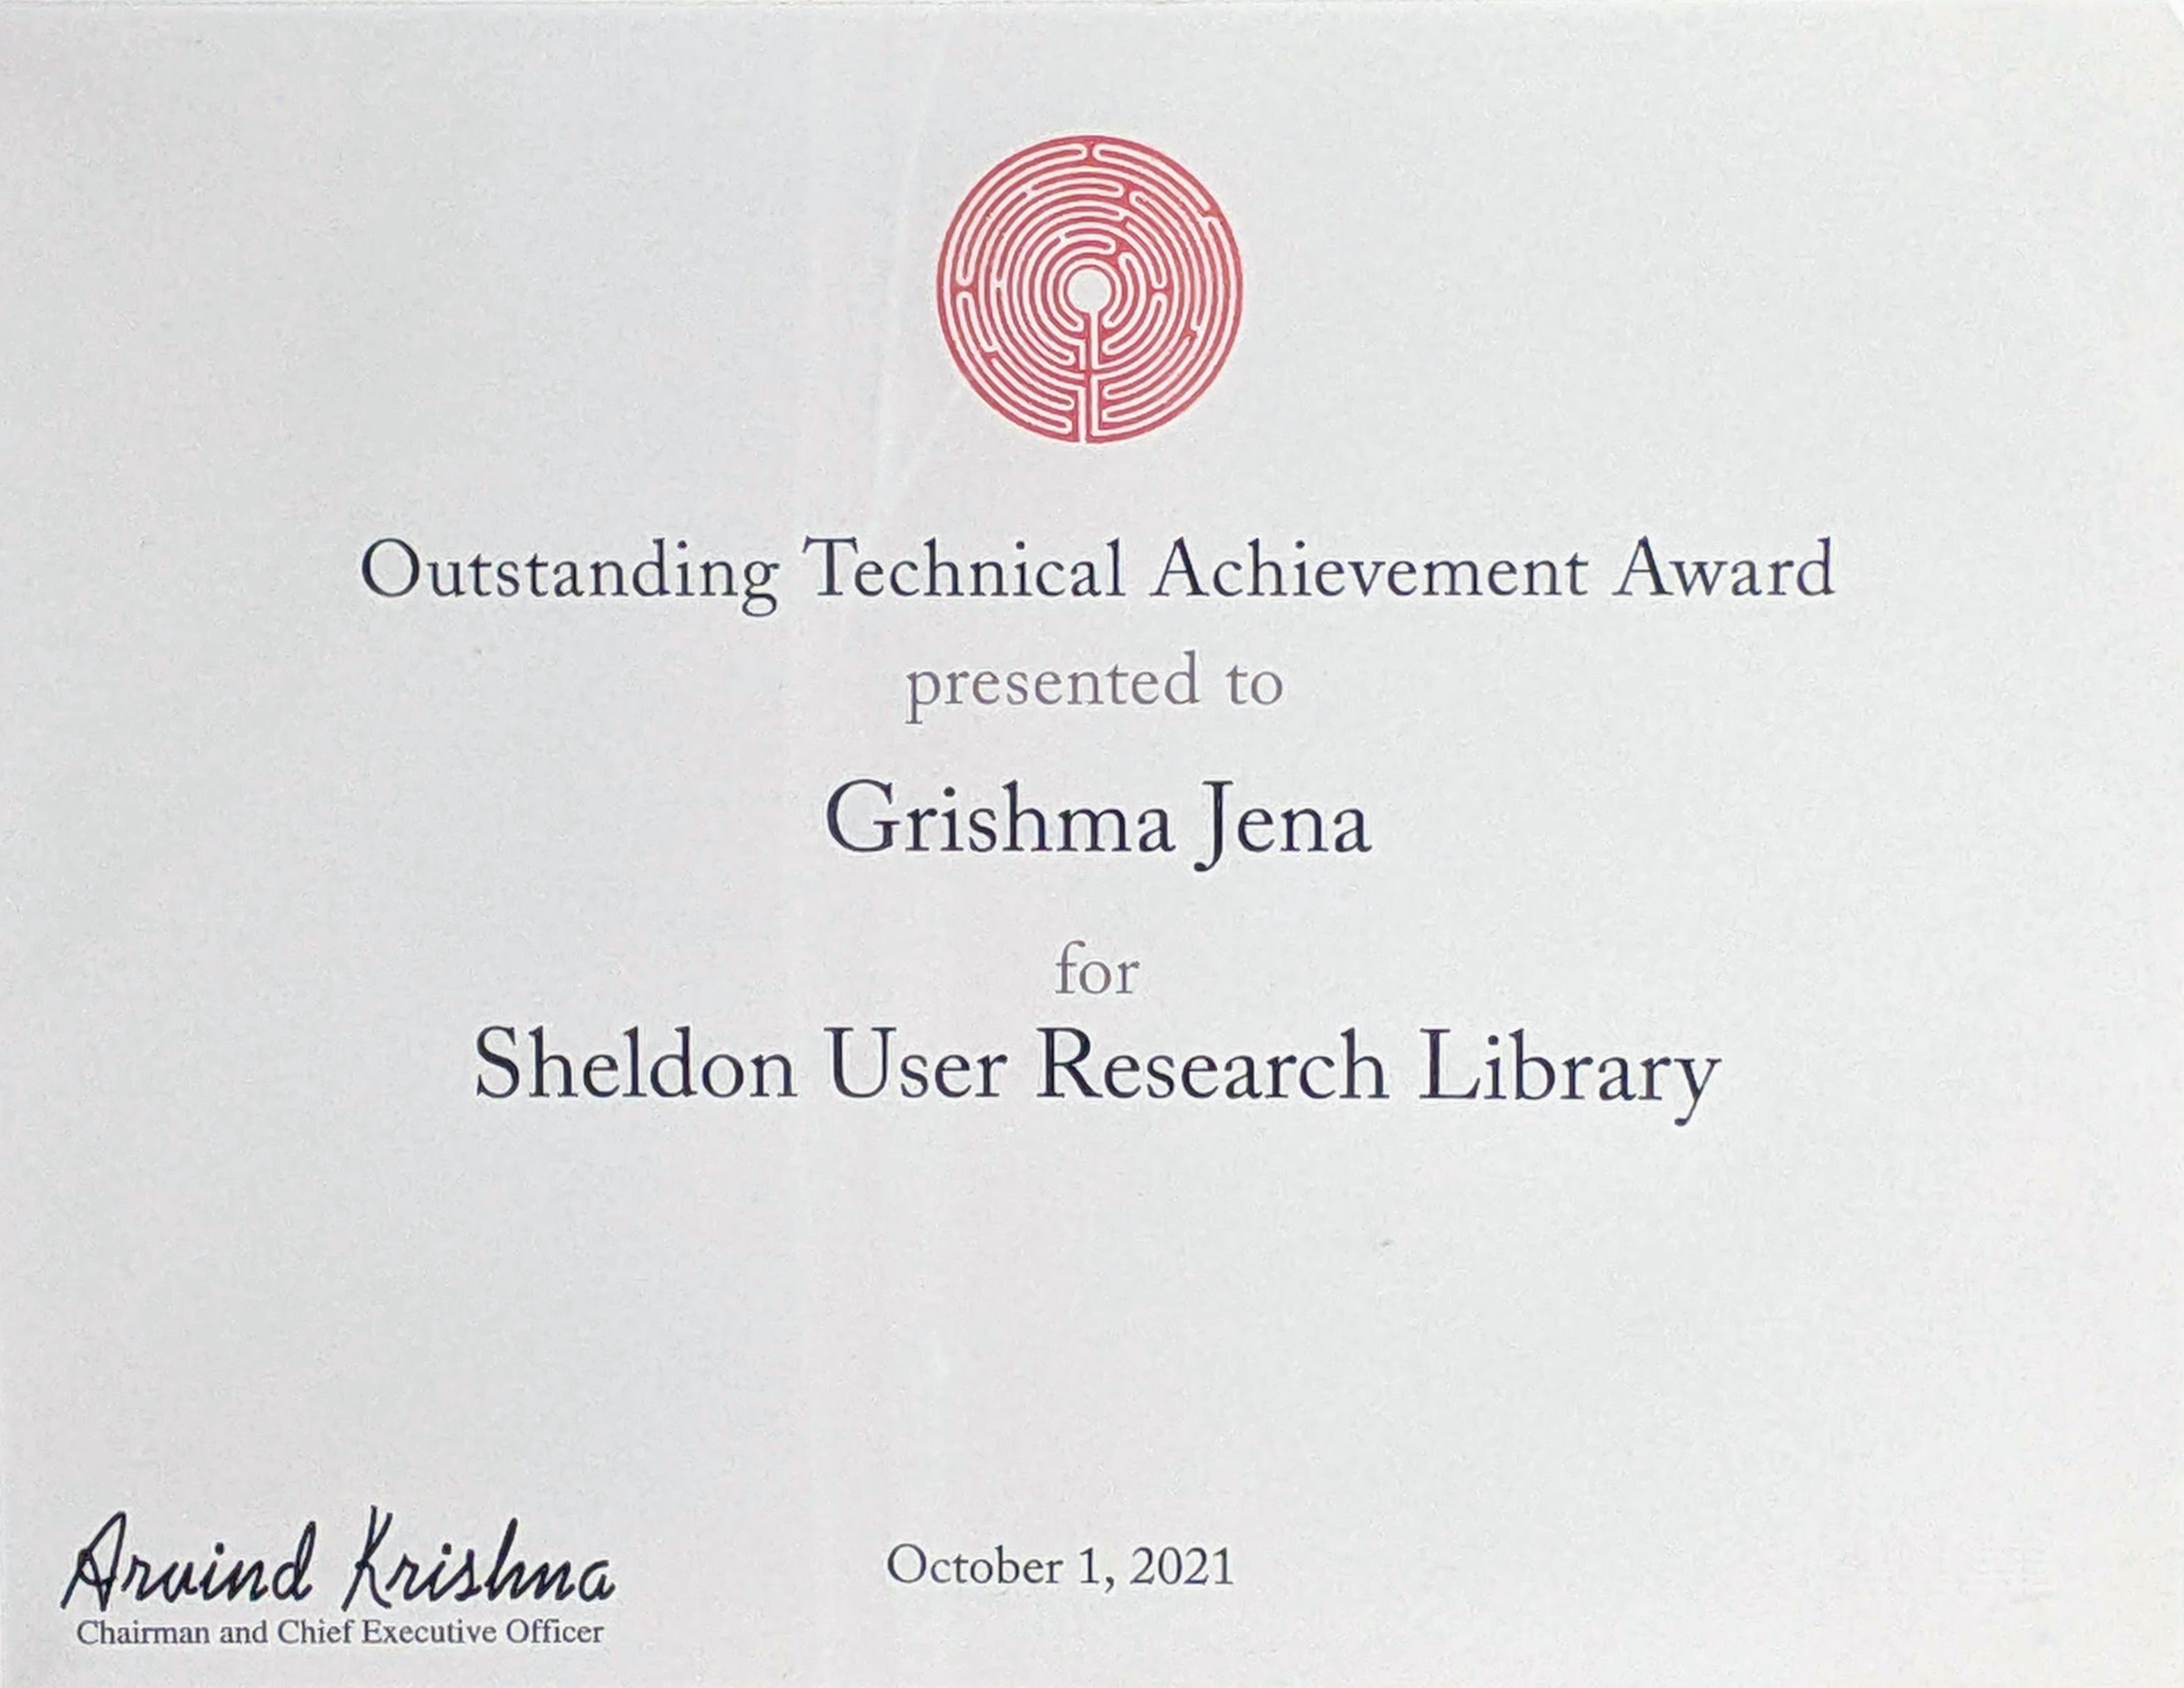 Outstanding Technical Achievement Award
presented to
Grishma Jena
for
Sheldon User Research Library
Arvind Krishna
Chairman and Chief Executive Officer
October 1, 2021